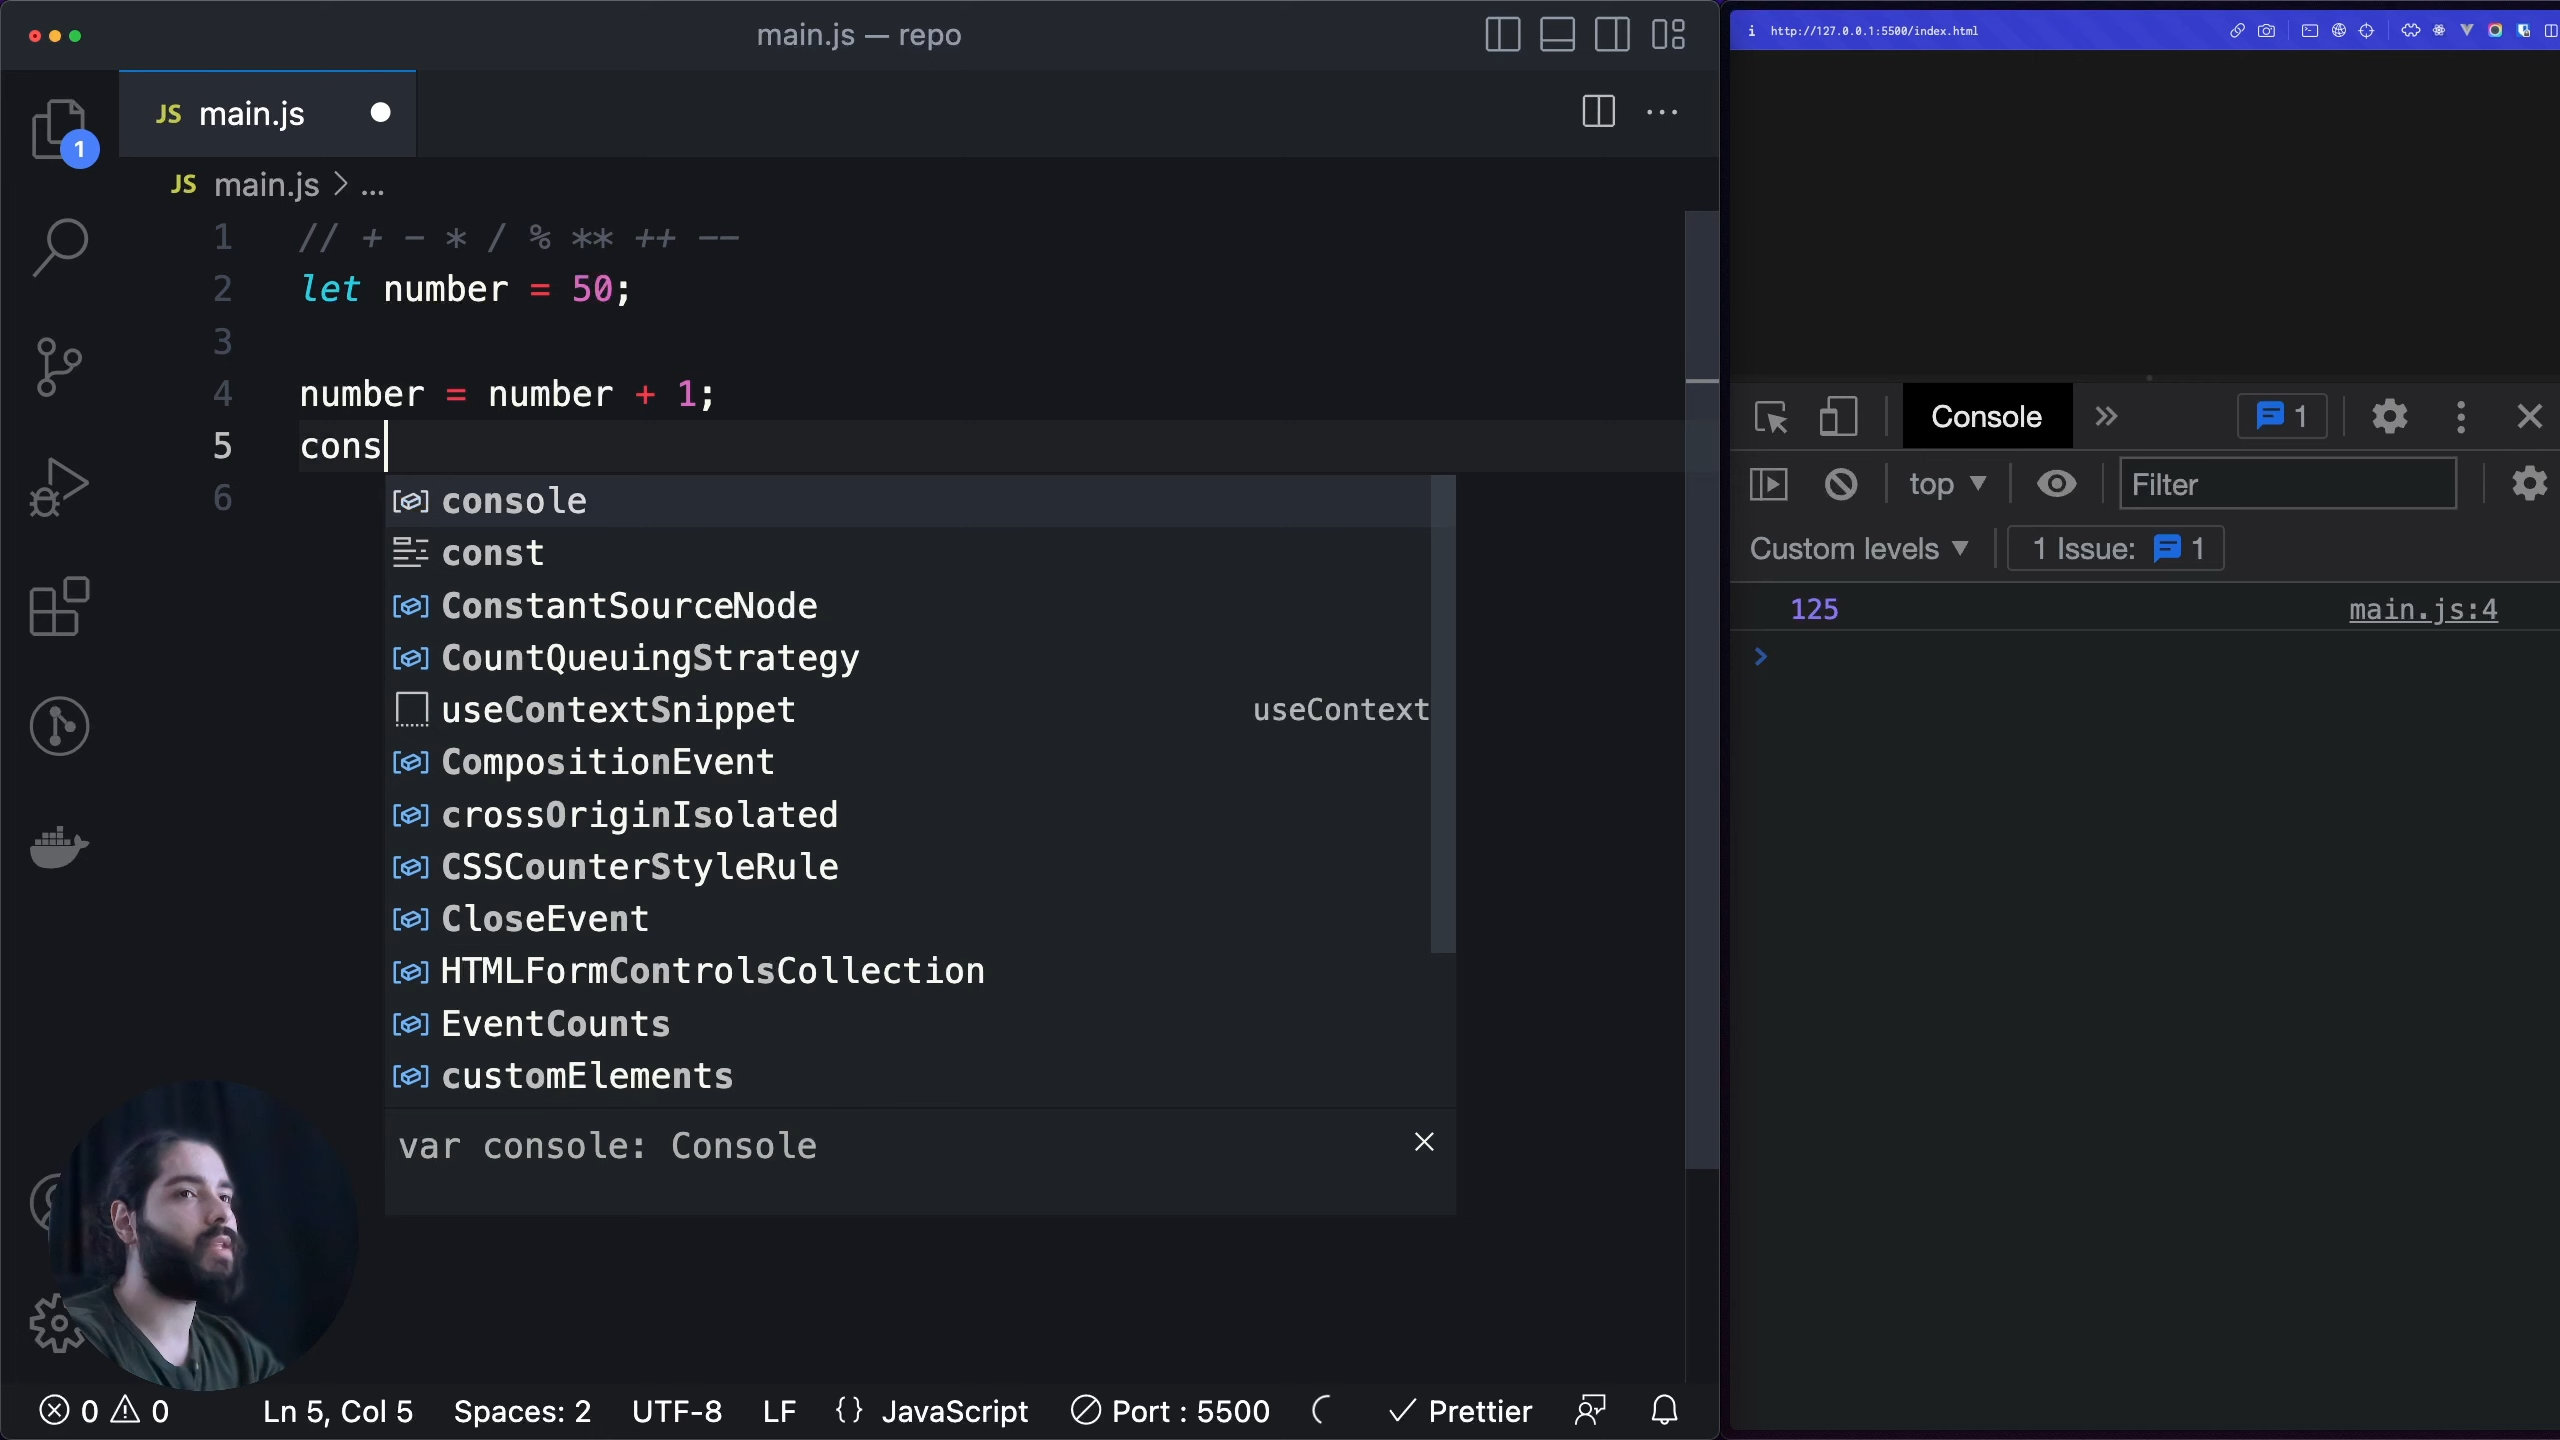 main.js — repo
JS main.js
1
JS main.js > ...
1 // + - * / % ** ++ --
2 let number = 50;
3
4 number = number + 1;
5 cons
6
console
const
ConstantSourceNode
CountQueuingStrategy
useContextSnippet useContext
CompositionEvent
crossOriginIsolated
CSSCounterStyleRule
CloseEvent
HTMLFormControlsCollection
EventCounts
customElements
var console: Console
0 0 Ln 5, Col 5 Spaces: 2 UTF-8 LF {} JavaScript Port : 5500 Prettier
http://127.0.0.1:5500/index.html
Console 1
top Filter
Custom levels 1 Issue: 1
125 main.js:4